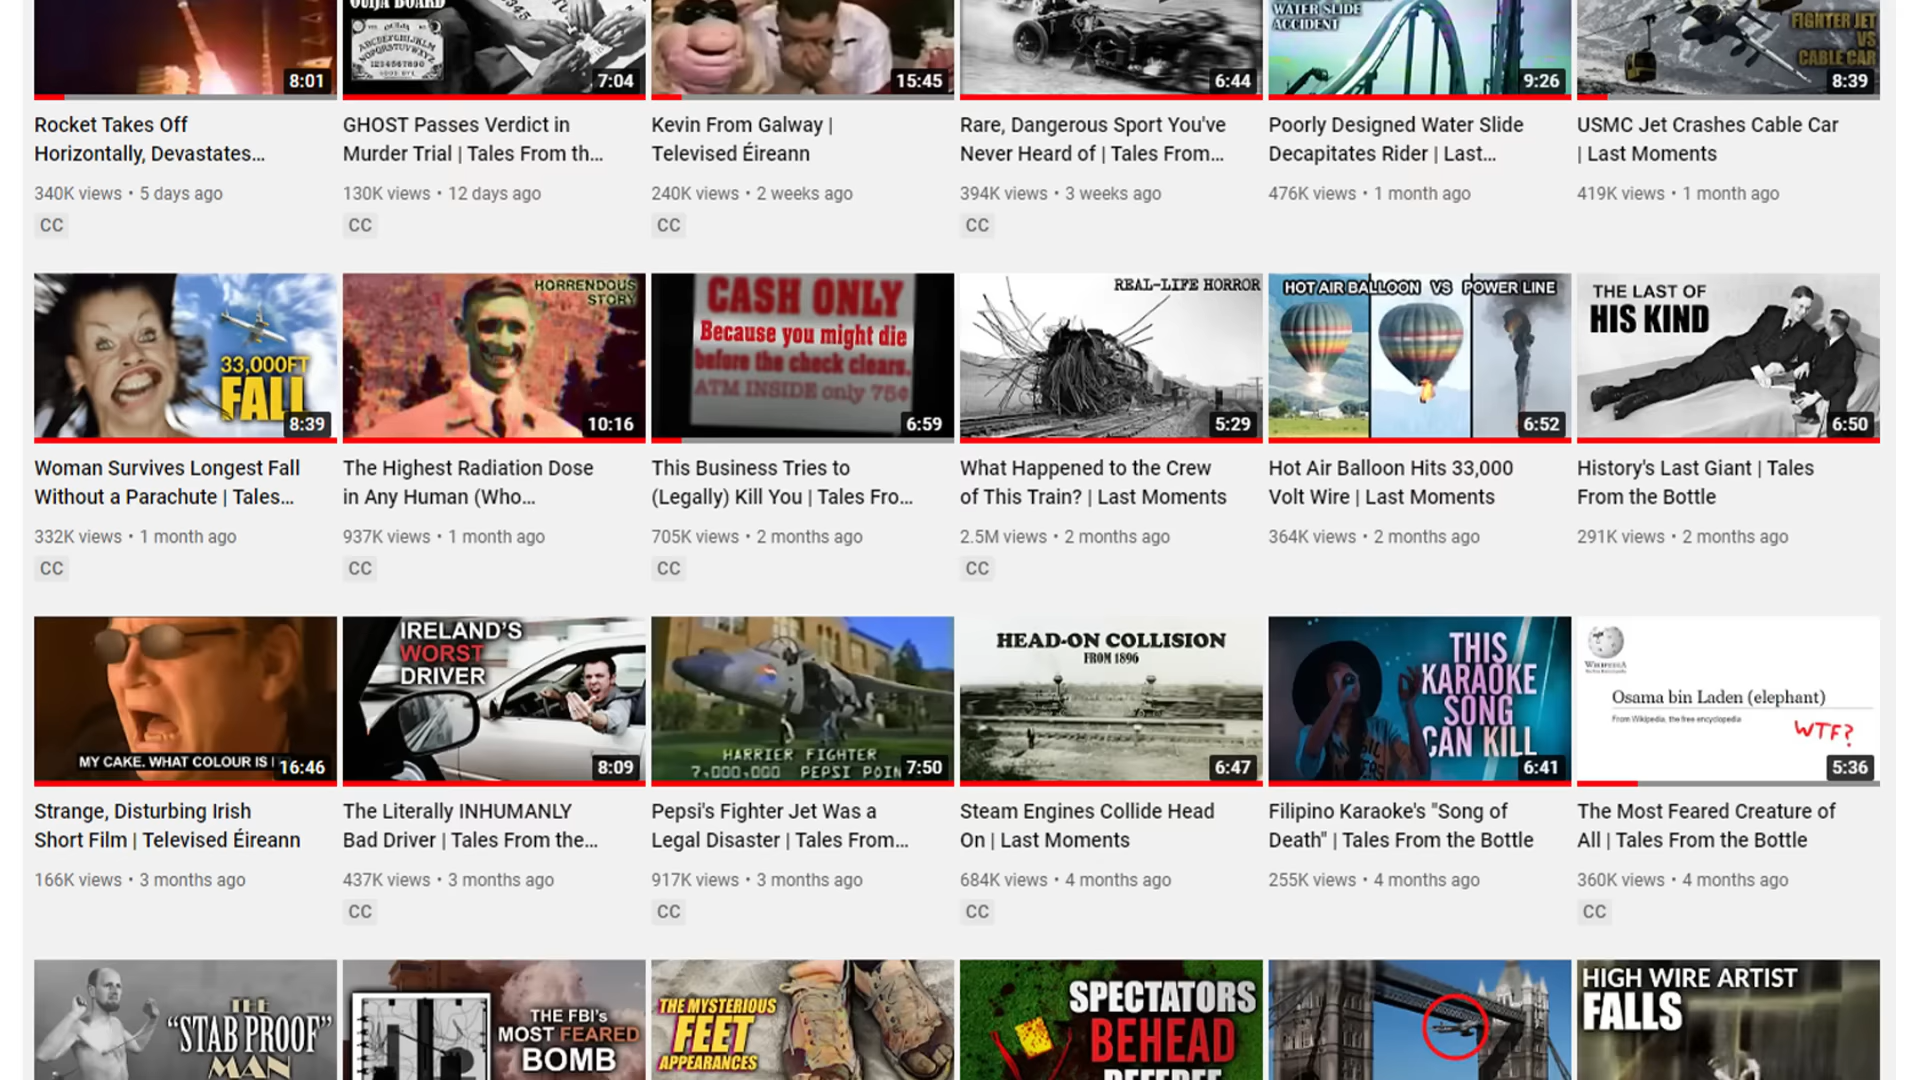 OUIJA BOARD
ABCDEFGHIJKLM
NOPQRSTUVWXYZ
1234567890
GOOD BYE
WATER SLIDE
ACCIDENT
FIGHTER JET
VS
CABLE CAR
8:01
7:04
15:45
6:44
9:26
8:39
Rocket Takes Off
Horizontally, Devastates...
340K views • 5 days ago
CC
GHOST Passes Verdict in
Murder Trial | Tales From th...
130K views • 12 days ago
CC
Kevin From Galway |
Televised Éireann
240K views • 2 weeks ago
CC
Rare, Dangerous Sport You've
Never Heard of | Tales From...
394K views • 3 weeks ago
CC
Poorly Designed Water Slide
Decapitates Rider | Last...
476K views • 1 month ago
USMC Jet Crashes Cable Car
| Last Moments
419K views • 1 month ago
33,000FT
FALL
8:39
Woman Survives Longest Fall
Without a Parachute | Tales...
332K views • 1 month ago
CC
HORRENDOUS
STORY
10:16
The Highest Radiation Dose
in Any Human (Who...
937K views • 1 month ago
CC
CASH ONLY
Because you might die
before the check clears.
ATM INSIDE only 75¢
6:59
This Business Tries to
(Legally) Kill You | Tales Fro...
705K views • 2 months ago
CC
REAL-LIFE HORROR
5:29
What Happened to the Crew
of This Train? | Last Moments
2.5M views • 2 months ago
CC
HOT AIR BALLOON VS POWER LINE
6:52
Hot Air Balloon Hits 33,000
Volt Wire | Last Moments
364K views • 2 months ago
THE LAST OF
HIS KIND
6:50
History's Last Giant | Tales
From the Bottle
291K views • 2 months ago
MY CAKE. WHAT COLOUR IS
16:46
Strange, Disturbing Irish
Short Film | Televised Éireann
166K views • 3 months ago
IRELAND'S
WORST
DRIVER
8:09
The Literally INHUMANLY
Bad Driver | Tales From the...
437K views • 3 months ago
CC
HARRIER FIGHTER
7,000,000 PEPSI POIN
7:50
Pepsi's Fighter Jet Was a
Legal Disaster | Tales From...
917K views • 3 months ago
CC
HEAD-ON COLLISION
FROM 1896
6:47
Steam Engines Collide Head
On | Last Moments
684K views • 4 months ago
CC
THIS
KARAOKE
SONG
CAN KILL
6:41
Filipino Karaoke's "Song of
Death" | Tales From the Bottle
255K views • 4 months ago
WIKIPEDIA
Osama bin Laden (elephant)
From Wikipedia, the free encyclopedia
WTF?
5:36
The Most Feared Creature of
All | Tales From the Bottle
360K views • 4 months ago
CC
THE
"STAB PROOF"
MAN
THE FBI's
MOST FEARED
BOMB
THE MYSTERIOUS
FEET
APPEARANCES
SPECTATORS
BEHEAD
REFEREE
HIGH WIRE ARTIST
FALLS